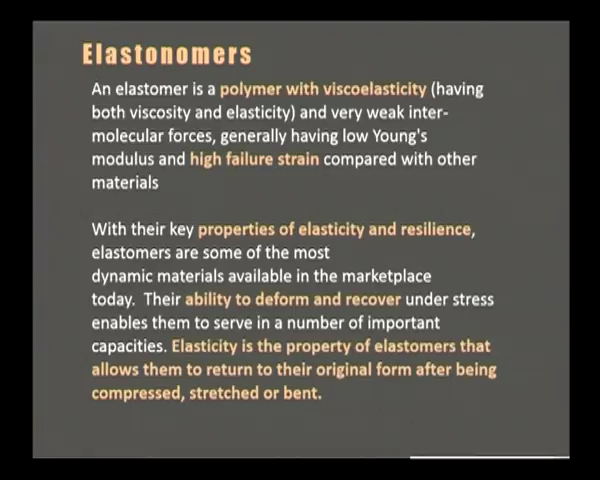 Elastonomers
An elastomer is a polymer with viscoelasticity (having
both viscosity and elasticity) and very weak inter-
molecular forces, generally having low Young's
modulus and high failure strain compared with other
materials
With their key properties of elasticity and resilience,
elastomers are some of the most
dynamic materials available in the marketplace
today. Their ability to deform and recover under stress
enables them to serve in a number of important
capacities. Elasticity is the property of elastomers that
allows them to return to their original form after being
compressed, stretched or bent.